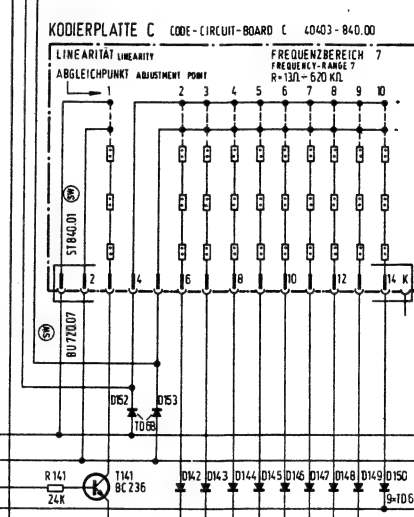 KODIERPLATTE C CODE-CIRCUIT-BOARD C 40403-840.00
LINEARITÄT LINEARITY
FREQUENZBEREICH 7
FREQUENCY-RANGE 7
R=13Ω÷620 KΩ
ABGLEICHPUNKT ADJUSTMENT POINT
1 2 3 4 5 6 7 8 9 10
SW
ST840.01
2 4 6 8 10 12 14 K
SW
BU720.07
D152 D153
TD6B
R141
24K
T141
BC236
D142 D143 D144 D145 D146 D147 D148 D149 D150
9×TD6